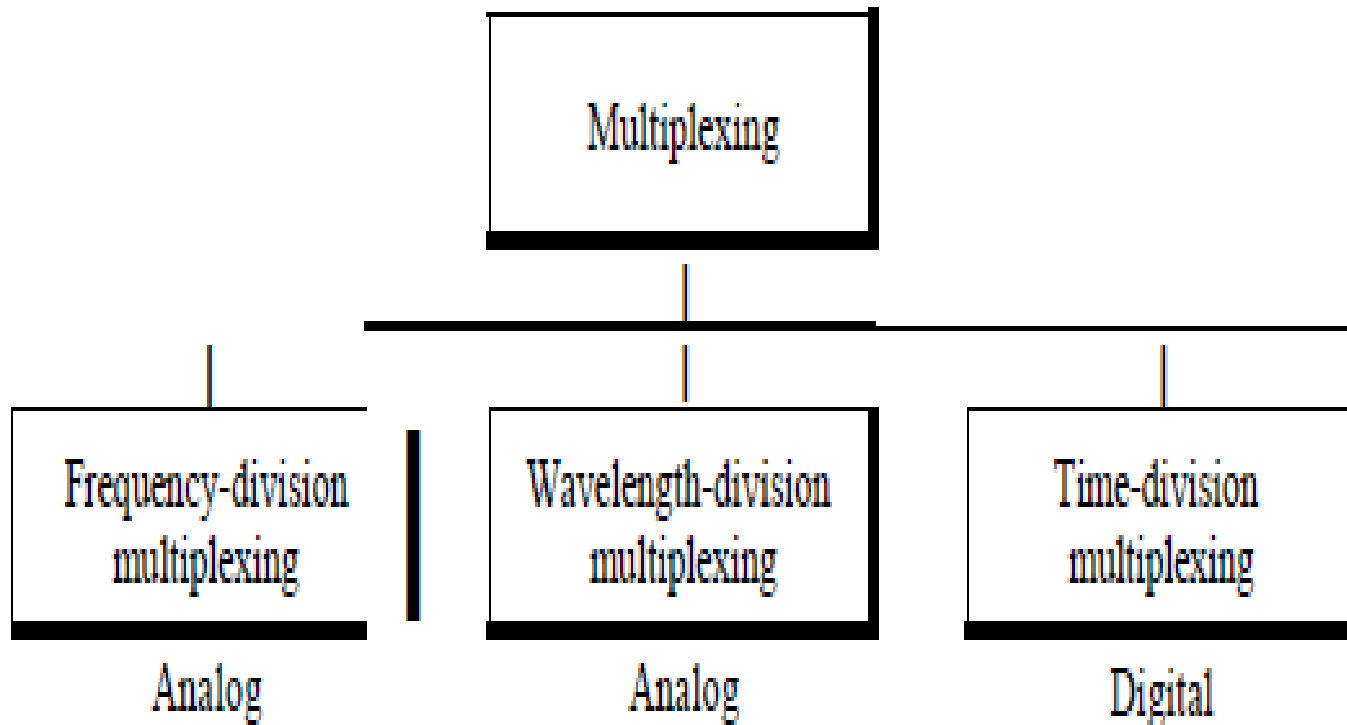 Multiplexing
Frequency-division
multiplexing
Wavelength-division
multiplexing
Time-division
multiplexing
Analog
Analog
Digital